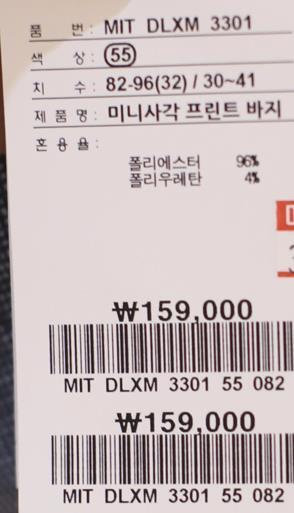 품 번 : MIT DLXM 3301
색 상 : 55
치 수 : 82-96(32) / 30~41
제 품 명 : 미니사각 프린트 바지
혼 용 율 :
폴리에스터 96%
폴리우레탄 4%
₩159,000
MIT DLXM 3301 55 082
₩159,000
MIT DLXM 3301 55 082